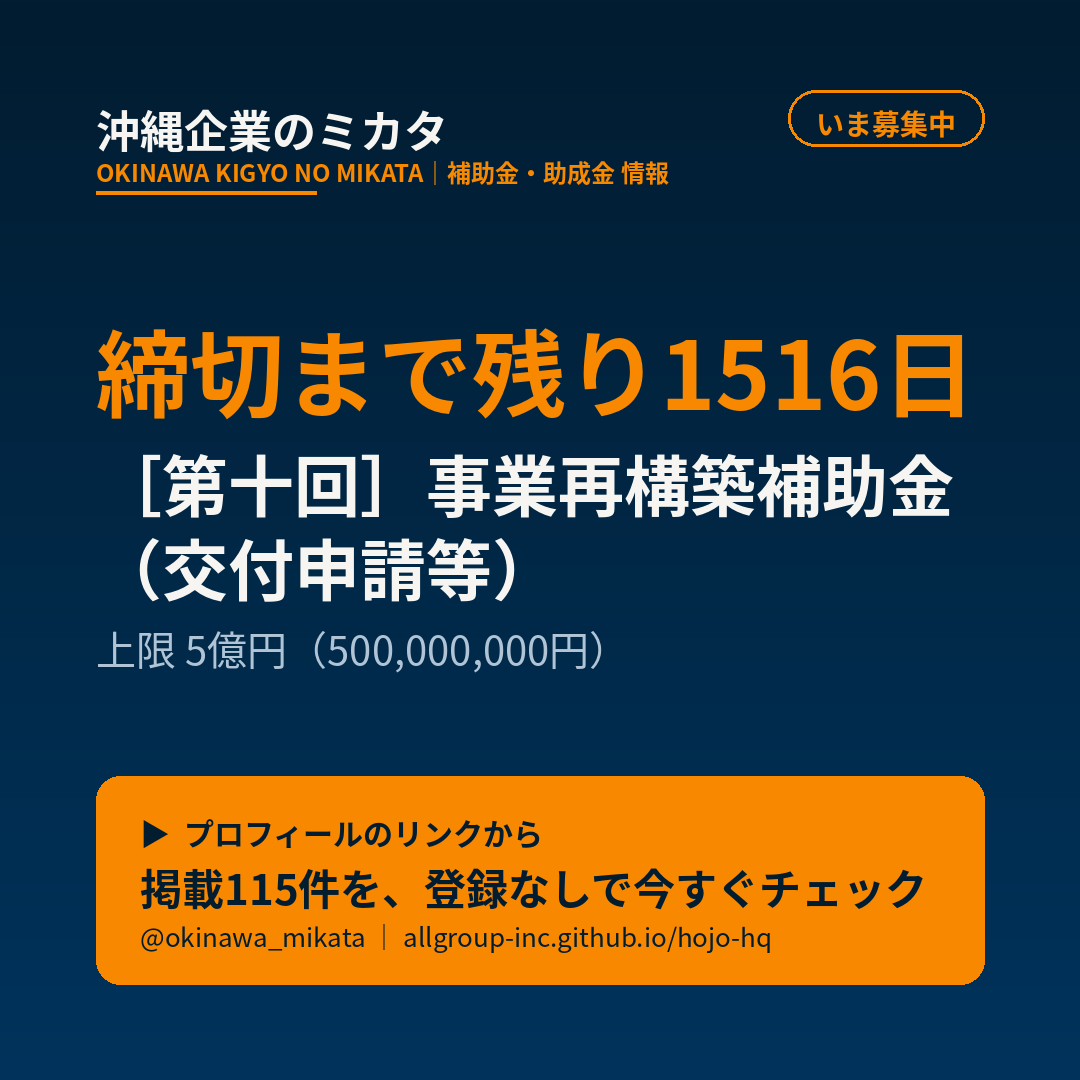 沖縄企業のミカタ
いま募集中
OKINAWA KIGYO NO MIKATA｜補助金・助成金 情報
締切まで残り1516日
［第十回］事業再構築補助金
（交付申請等）
上限 5億円（500,000,000円）
▶ プロフィールのリンクから
掲載115件を、登録なしで今すぐチェック
@okinawa_mikata ｜ allgroup-inc.github.io/hojo-hq